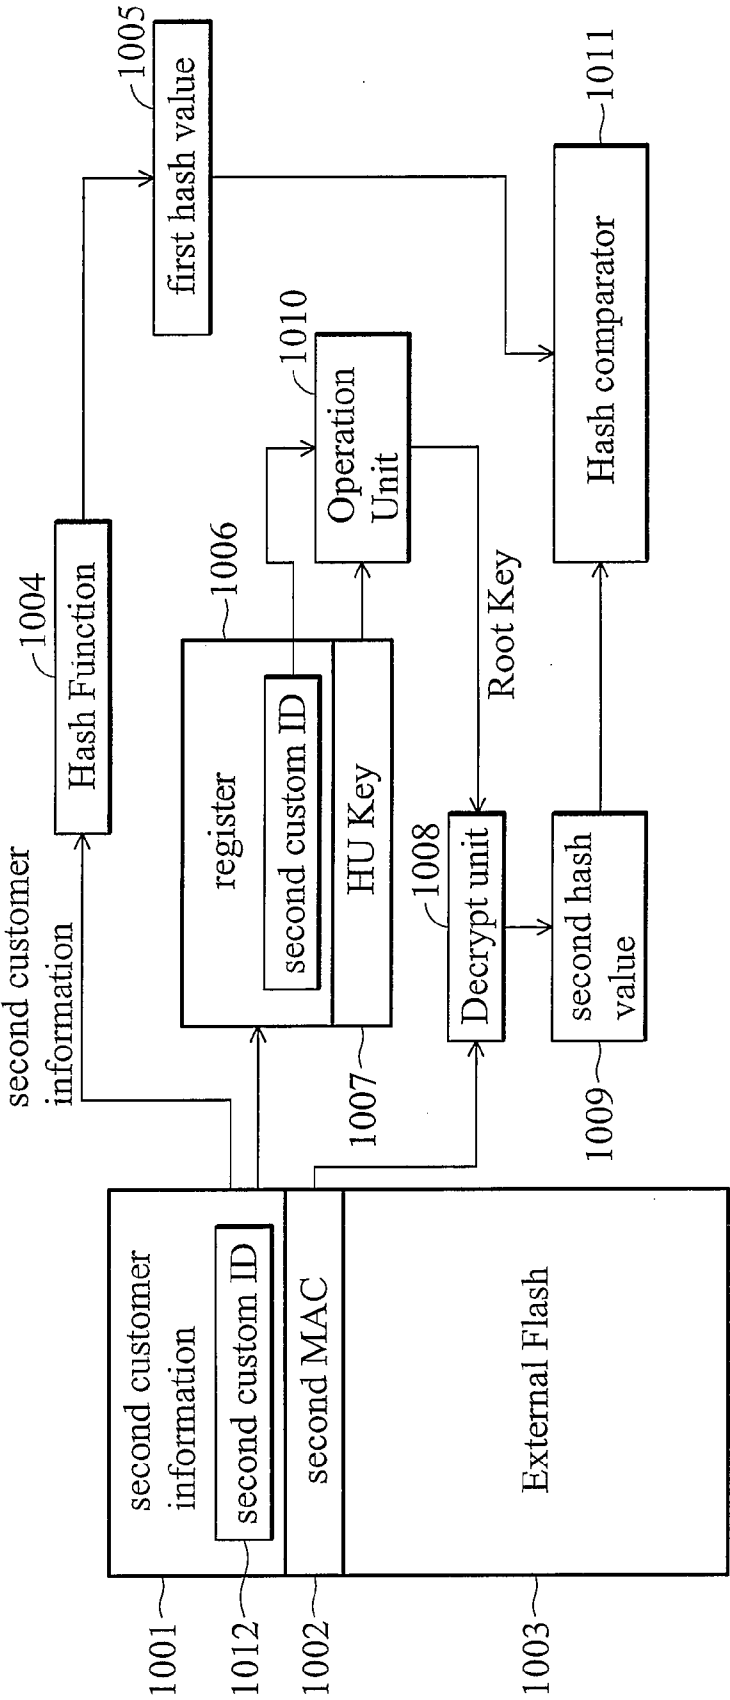 second customer
information
1004
Hash Function
1005
first hash value
1006
register
second custom ID
HU Key
1007
1010
Operation
Unit
Root Key
1008
Decrypt unit
1009
second hash
value
1011
Hash comparator
1001
second customer
information
1012
second custom ID
1002
second MAC
1003
External Flash